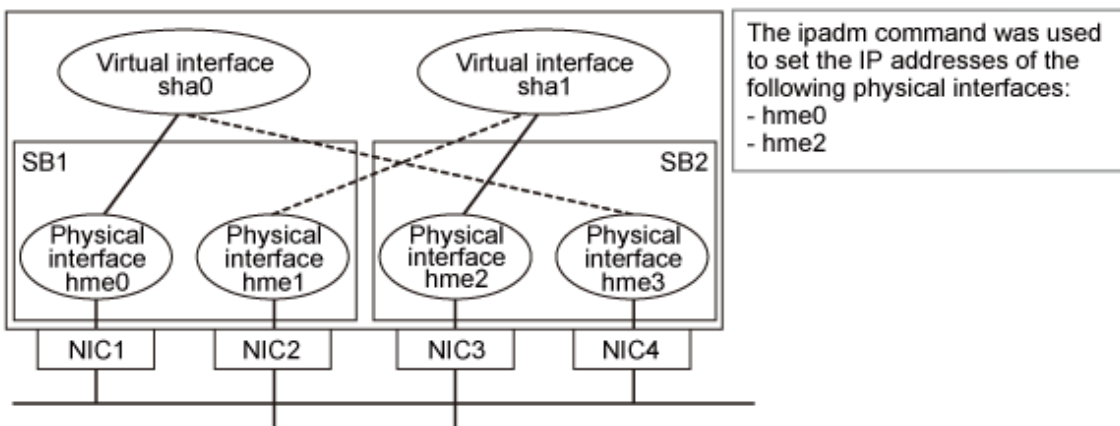 Virtual interface
sha0
Virtual interface
sha1
The ipadm command was used
to set the IP addresses of the
following physical interfaces:
- hme0
- hme2
SB1
SB2
Physical
interface
hme0
Physical
interface
hme1
Physical
interface
hme2
Physical
interface
hme3
NIC1
NIC2
NIC3
NIC4